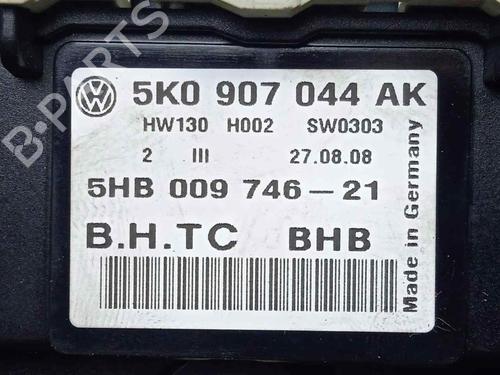 5K0 907 044 AK
HW130 H002 SW0303
2 III 27.08.08
5HB 009 746-21
B.H.TC BHB
Made in Germany
B-PARTS